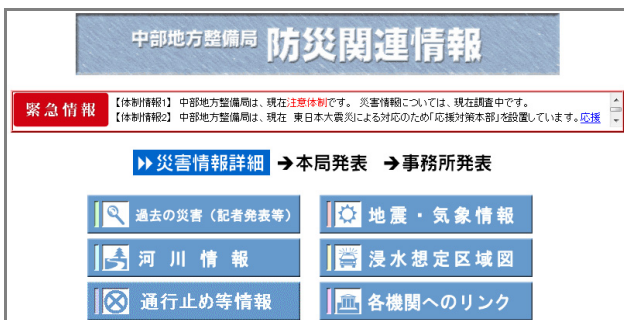 中部地方整備局 防災関連情報
緊急情報
【体制情報1】 中部地方整備局は、現在注意体制です。 災害情報については、現在調査中です。
【体制情報2】 中部地方整備局は、現在 東日本大震災による対応のため「応援対策本部」を設置しています。応援
災害情報詳細 →本局発表 →事務所発表
過去の災害(記者発表等) 地震・気象情報
河川情報 浸水想定区域図
通行止め等情報 各機関へのリンク